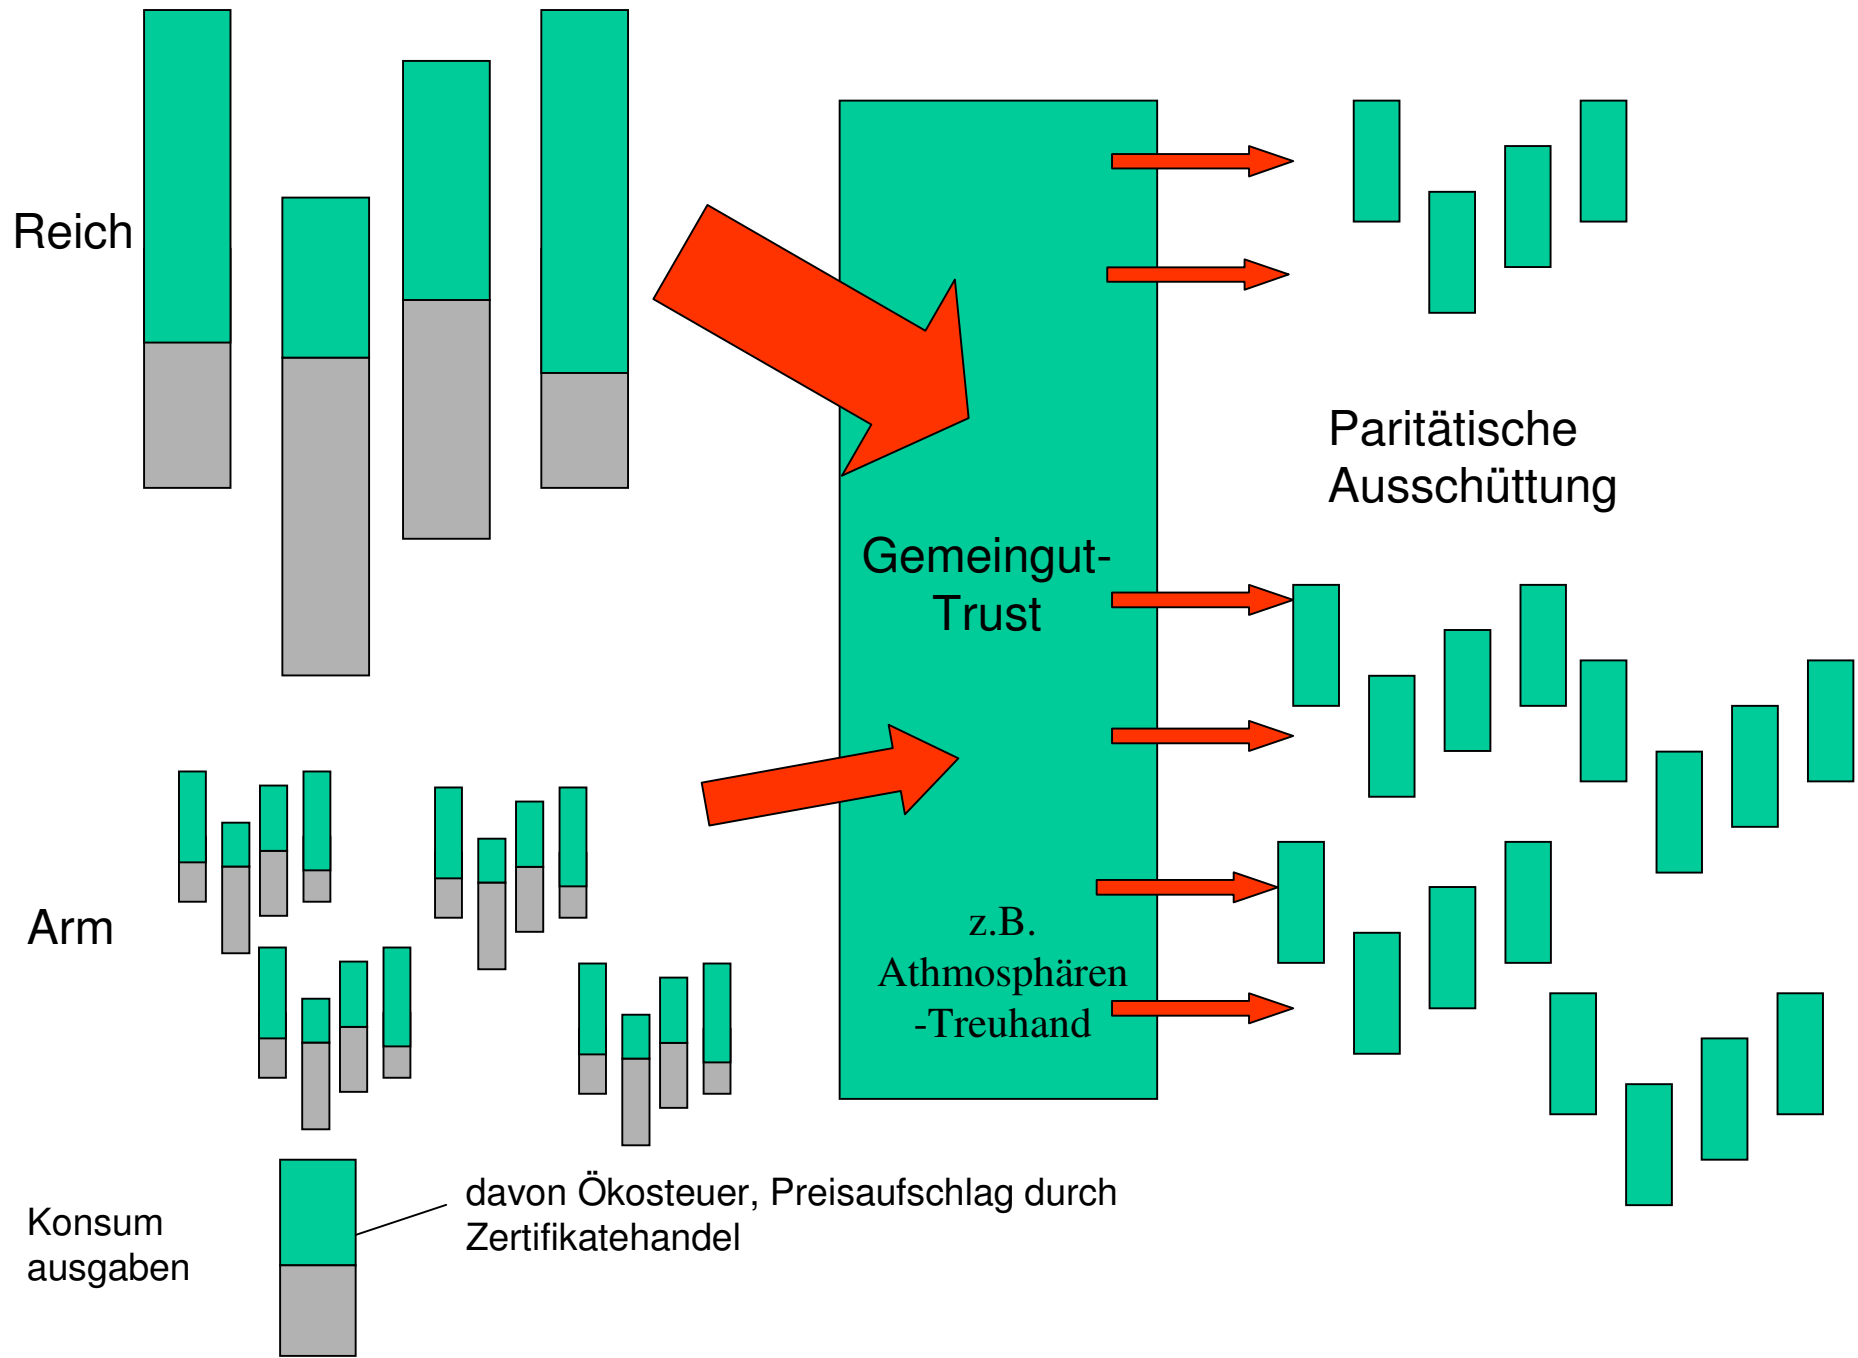 Reich
Paritätische
Ausschüttung
Gemeingut-
Trust
Arm
z.B.
Athmosphären
-Treuhand
Konsum
ausgaben
davon Ökosteuer, Preisaufschlag durch
Zertifikatehandel